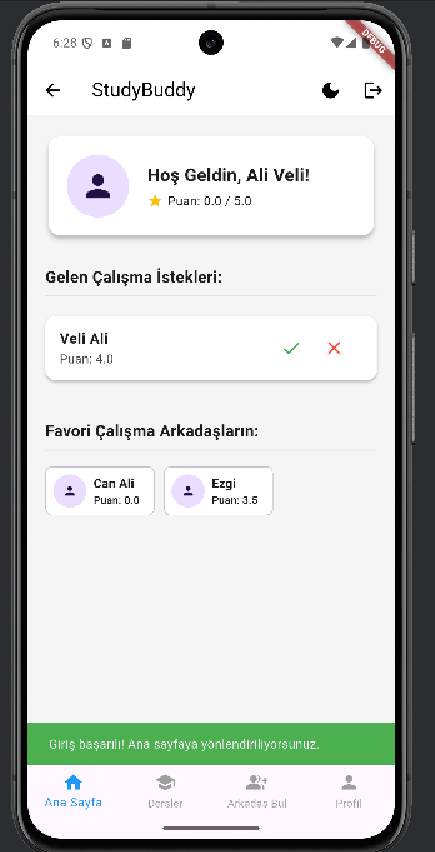 6:28
DEBUG
StudyBuddy
Hoş Geldin, Ali Veli!
Puan: 0.0 / 5.0
Gelen Çalışma İstekleri:
Veli Ali
Puan: 4.0
Favori Çalışma Arkadaşların:
Can Ali
Puan: 0.0
Ezgi
Puan: 3.5
Giriş başarılı! Ana sayfaya yönlendiriliyorsunuz.
Ana Sayfa
Dersler
Arkadaş Bul
Profil